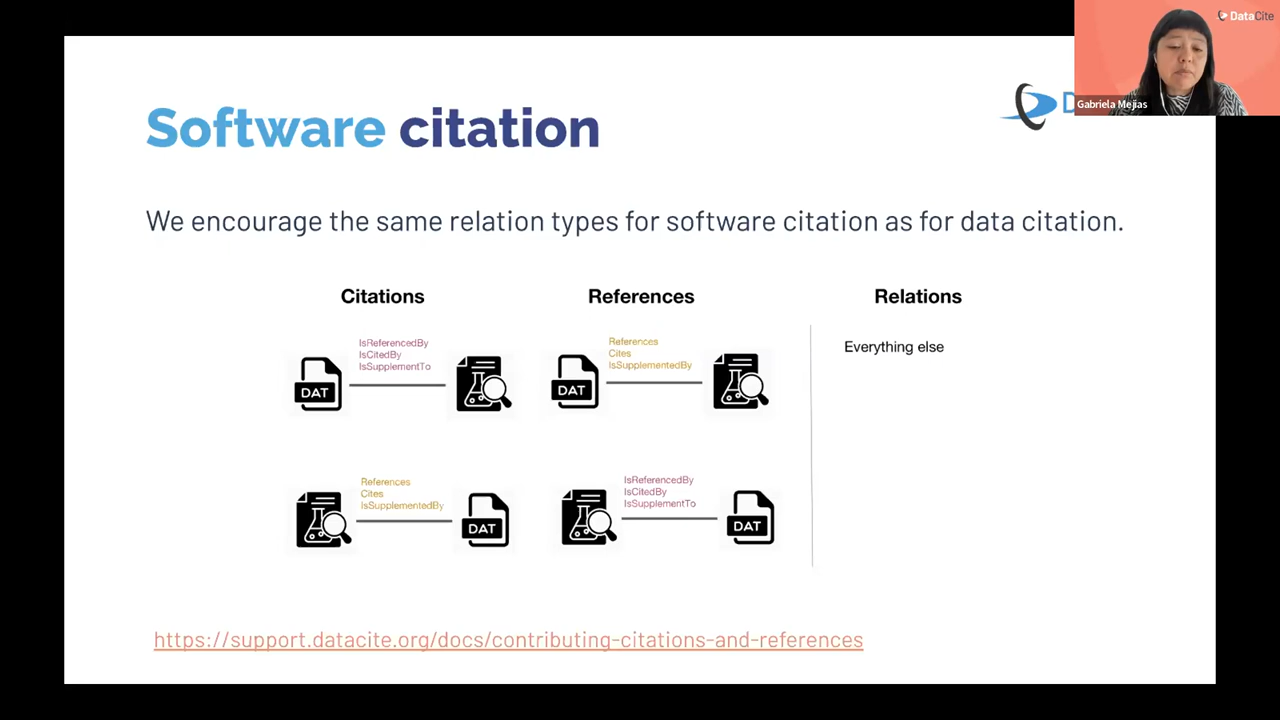 DataCite
Gabriela Mejias
D
Software citation
We encourage the same relation types for software citation as for data citation.
Citations
References
Relations
IsReferencedBy
IsCitedBy
IsSupplementTo
DAT
References
Cites
IsSupplementedBy
DAT
Everything else
References
Cites
IsSupplementedBy
DAT
IsReferencedBy
IsCitedBy
IsSupplementTo
DAT
https://support.datacite.org/docs/contributing-citations-and-references